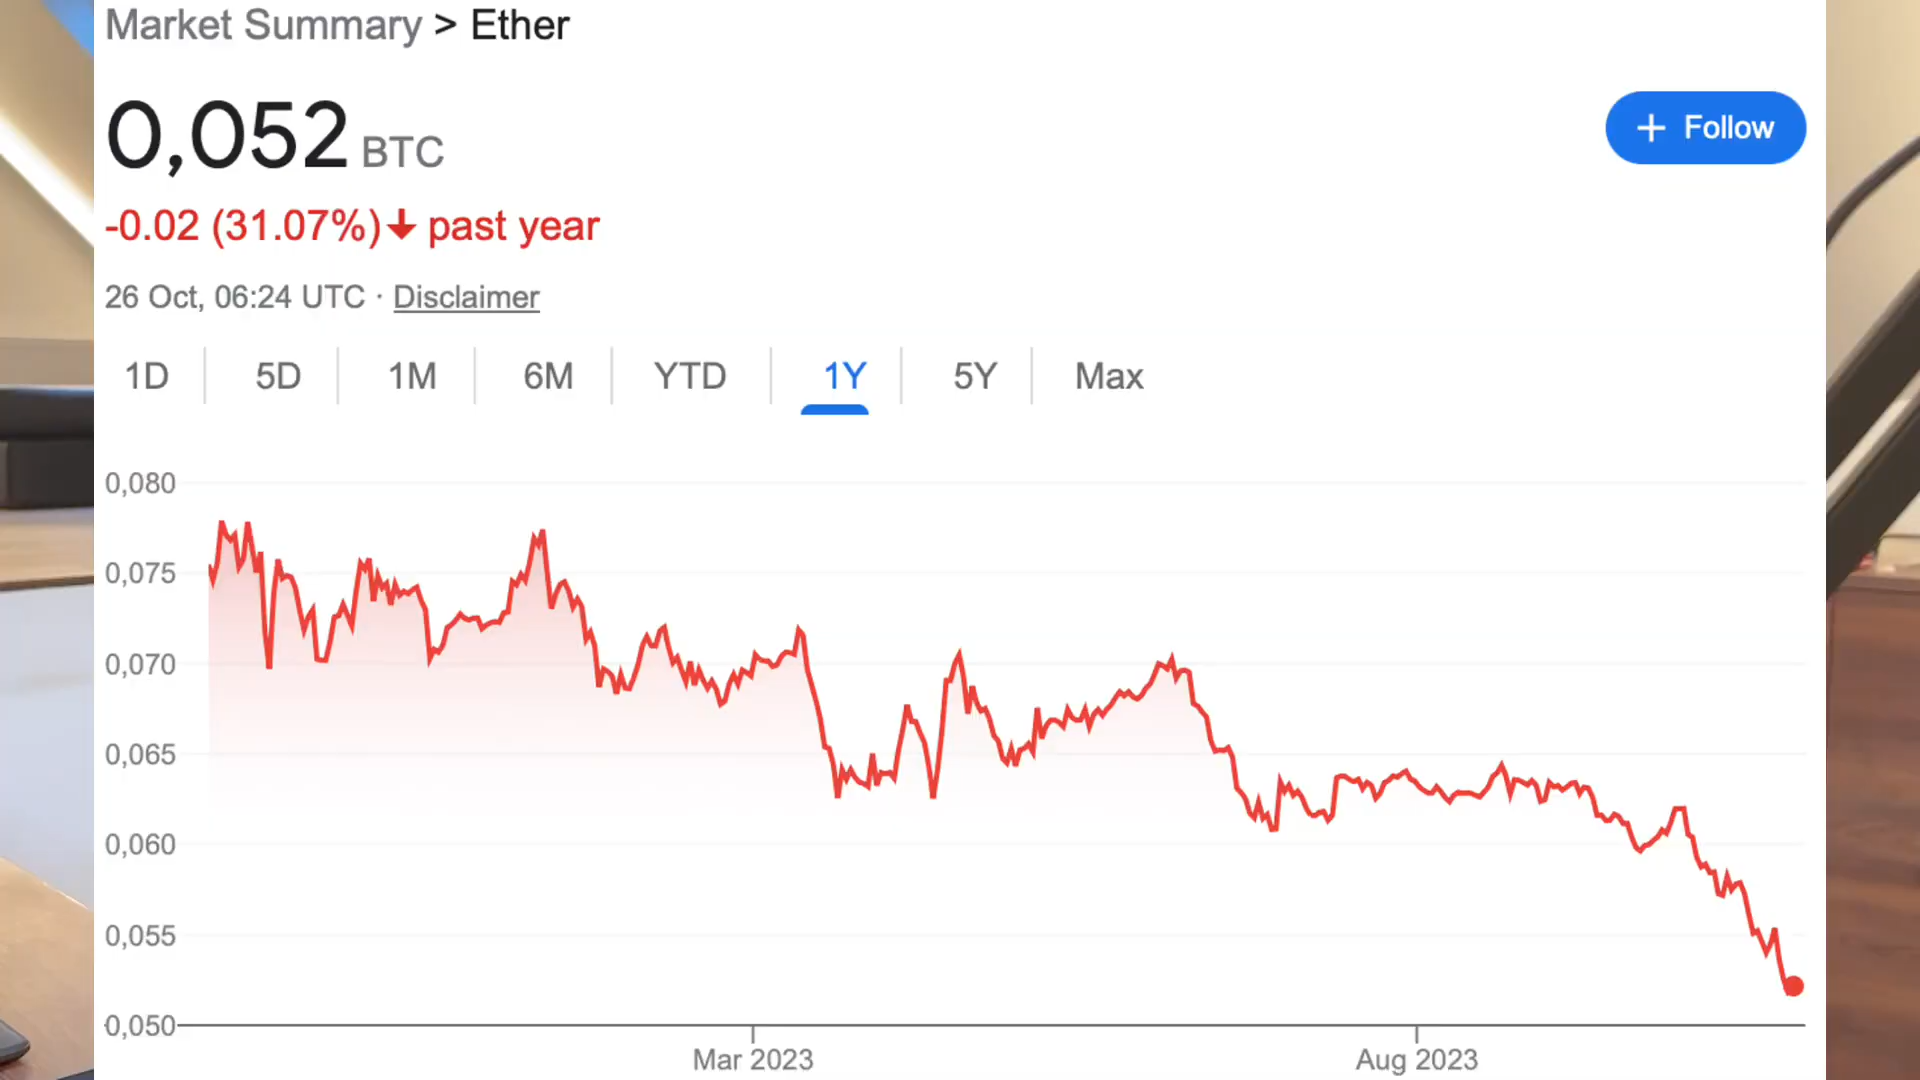 Market Summary > Ether
0,052 BTC
+ Follow
-0.02 (31.07%)↓ past year
26 Oct, 06:24 UTC · Disclaimer
1D 5D 1M 6M YTD 1Y 5Y Max
0,080
0,075
0,070
0,065
0,060
0,055
0,050
Mar 2023 Aug 2023